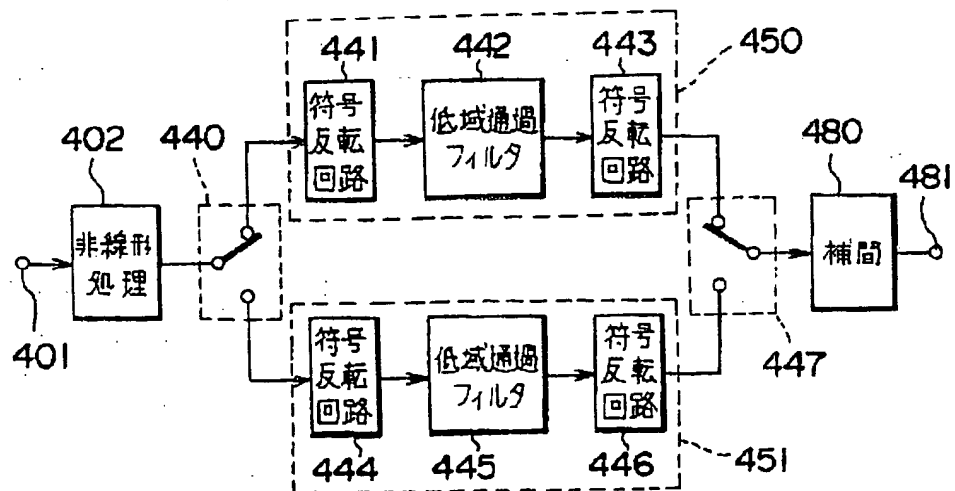 441
442
443
450
符号
反転
回路
低域通過
フィルタ
符号
反転
回路
402
440
480
481
非線形
処理
補間
401
447
符号
反転
回路
低域通過
フィルタ
符号
反転
回路
444
445
446
451